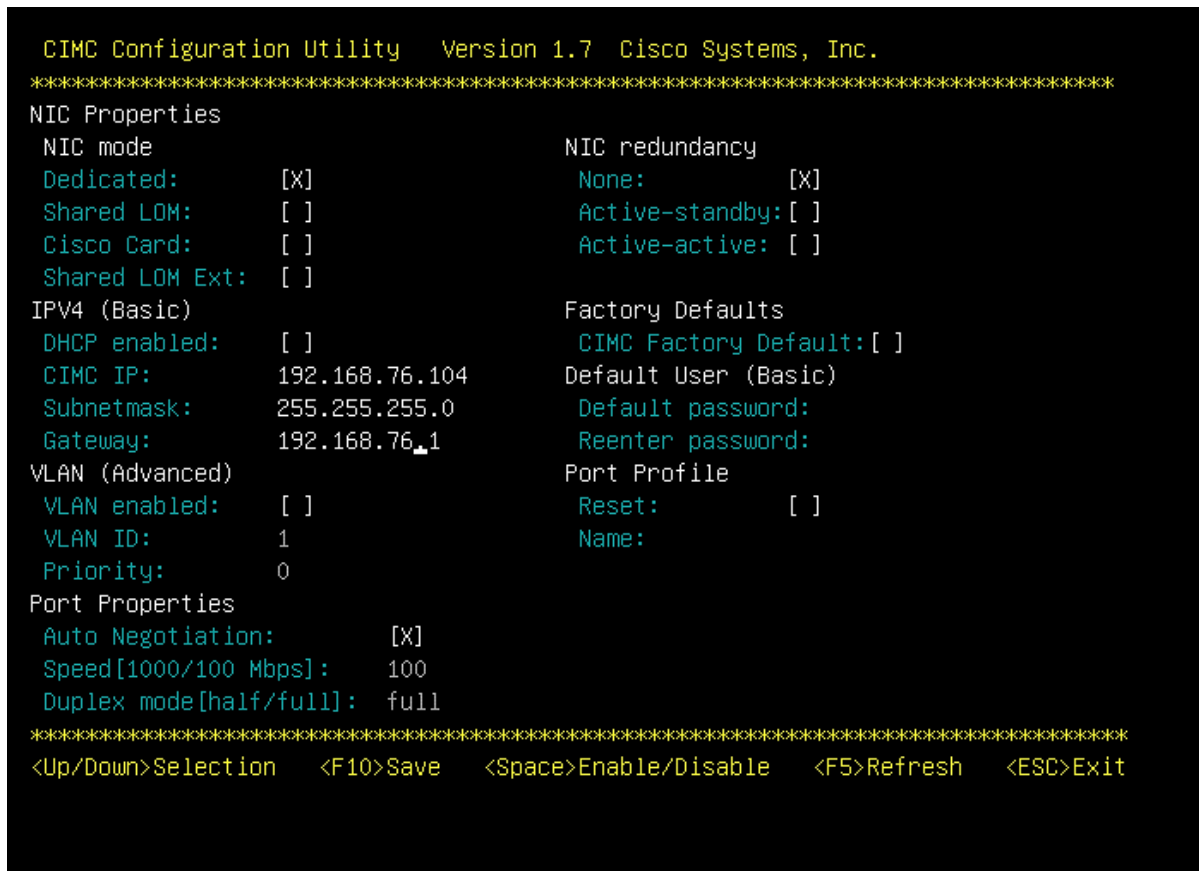 CIMC Configuration Utility   Version 1.7  Cisco Systems, Inc.
*******************************************************************************
NIC Properties
NIC mode                              NIC redundancy
Dedicated:       [X]                   None:          [X]
Shared LOM:      [ ]                   Active-standby:[ ]
Cisco Card:      [ ]                   Active-active: [ ]
Shared LOM Ext:  [ ]
IPV4 (Basic)                           Factory Defaults
DHCP enabled:    [ ]                   CIMC Factory Default:[ ]
CIMC IP:         192.168.76.104        Default User (Basic)
Subnetmask:      255.255.255.0         Default password:
Gateway:         192.168.76.1          Reenter password:
VLAN (Advanced)                        Port Profile
VLAN enabled:    [ ]                   Reset:         [ ]
VLAN ID:         1                     Name:
Priority:        0
Port Properties
Auto Negotiation:        [X]
Speed[1000/100 Mbps]:    100
Duplex mode[half/full]:  full
********************************************************************************
<Up/Down>Selection   <F10>Save   <Space>Enable/Disable   <F5>Refresh   <ESC>Exit